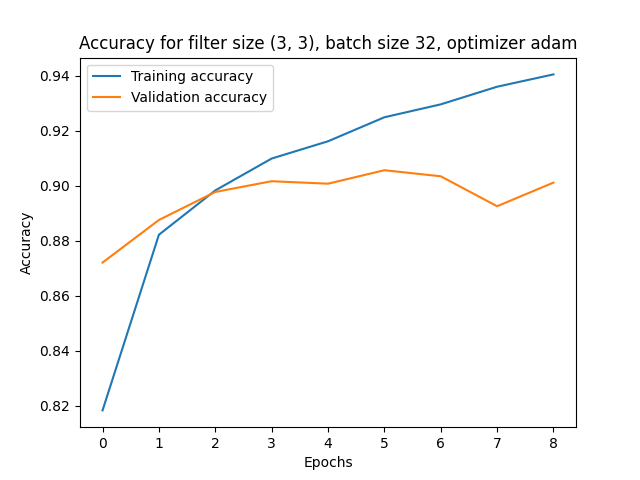 Accuracy for filter size (3, 3), batch size 32, optimizer adam
Training accuracy
Validation accuracy
0.94
0.92
0.90
0.88
0.86
0.84
0.82
Accuracy
0 1 2 3 4 5 6 7 8
Epochs